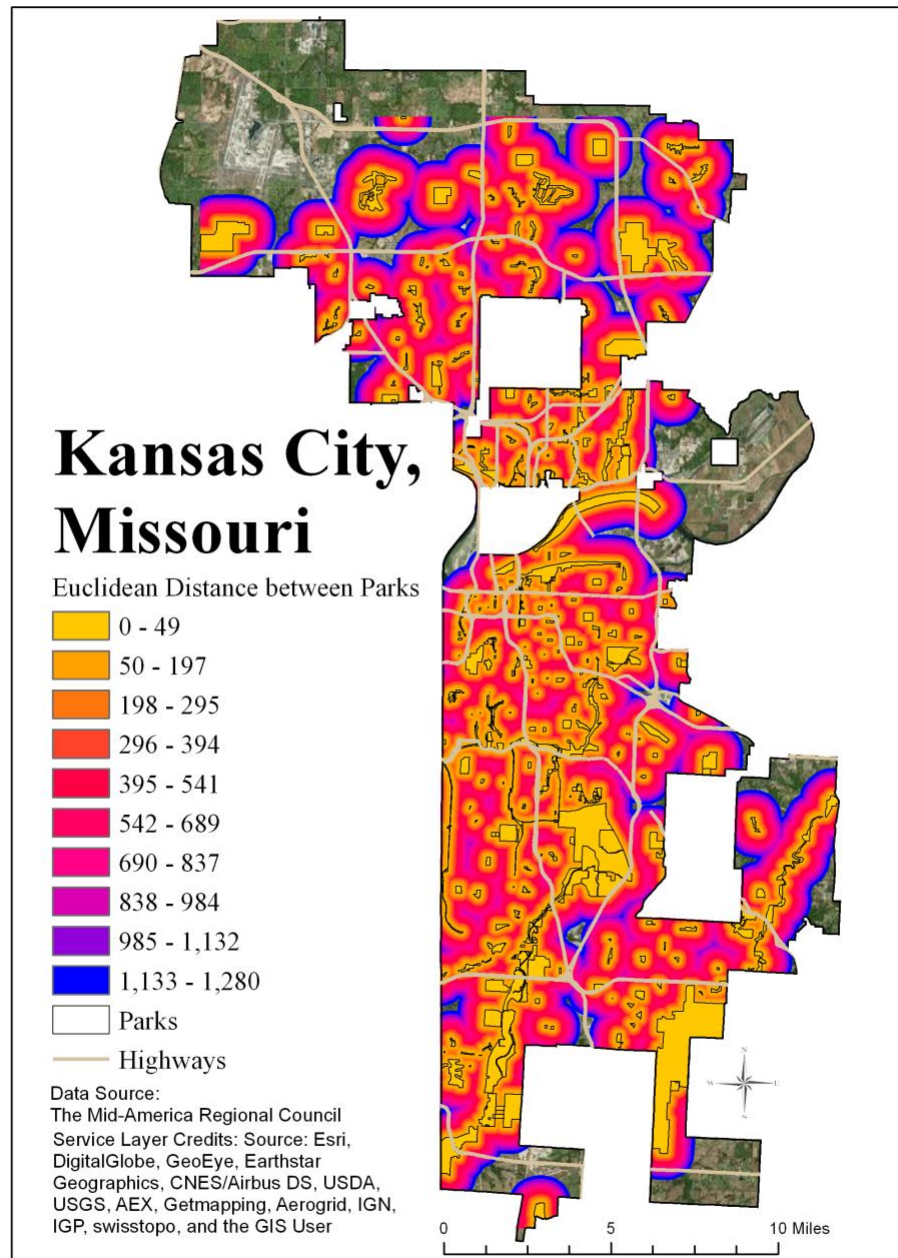 Kansas City,
Missouri
Euclidean Distance between Parks
0 - 49
50 - 197
198 - 295
296 - 394
395 - 541
542 - 689
690 - 837
838 - 984
985 - 1,132
1,133 - 1,280
Parks
Highways
Data Source:
The Mid-America Regional Council
Service Layer Credits: Source: Esri,
DigitalGlobe, GeoEye, Earthstar
Geographics, CNES/Airbus DS, USDA,
USGS, AEX, Getmapping, Aerogrid, IGN,
IGP, swisstopo, and the GIS User
N
W E
S
0 5 10 Miles